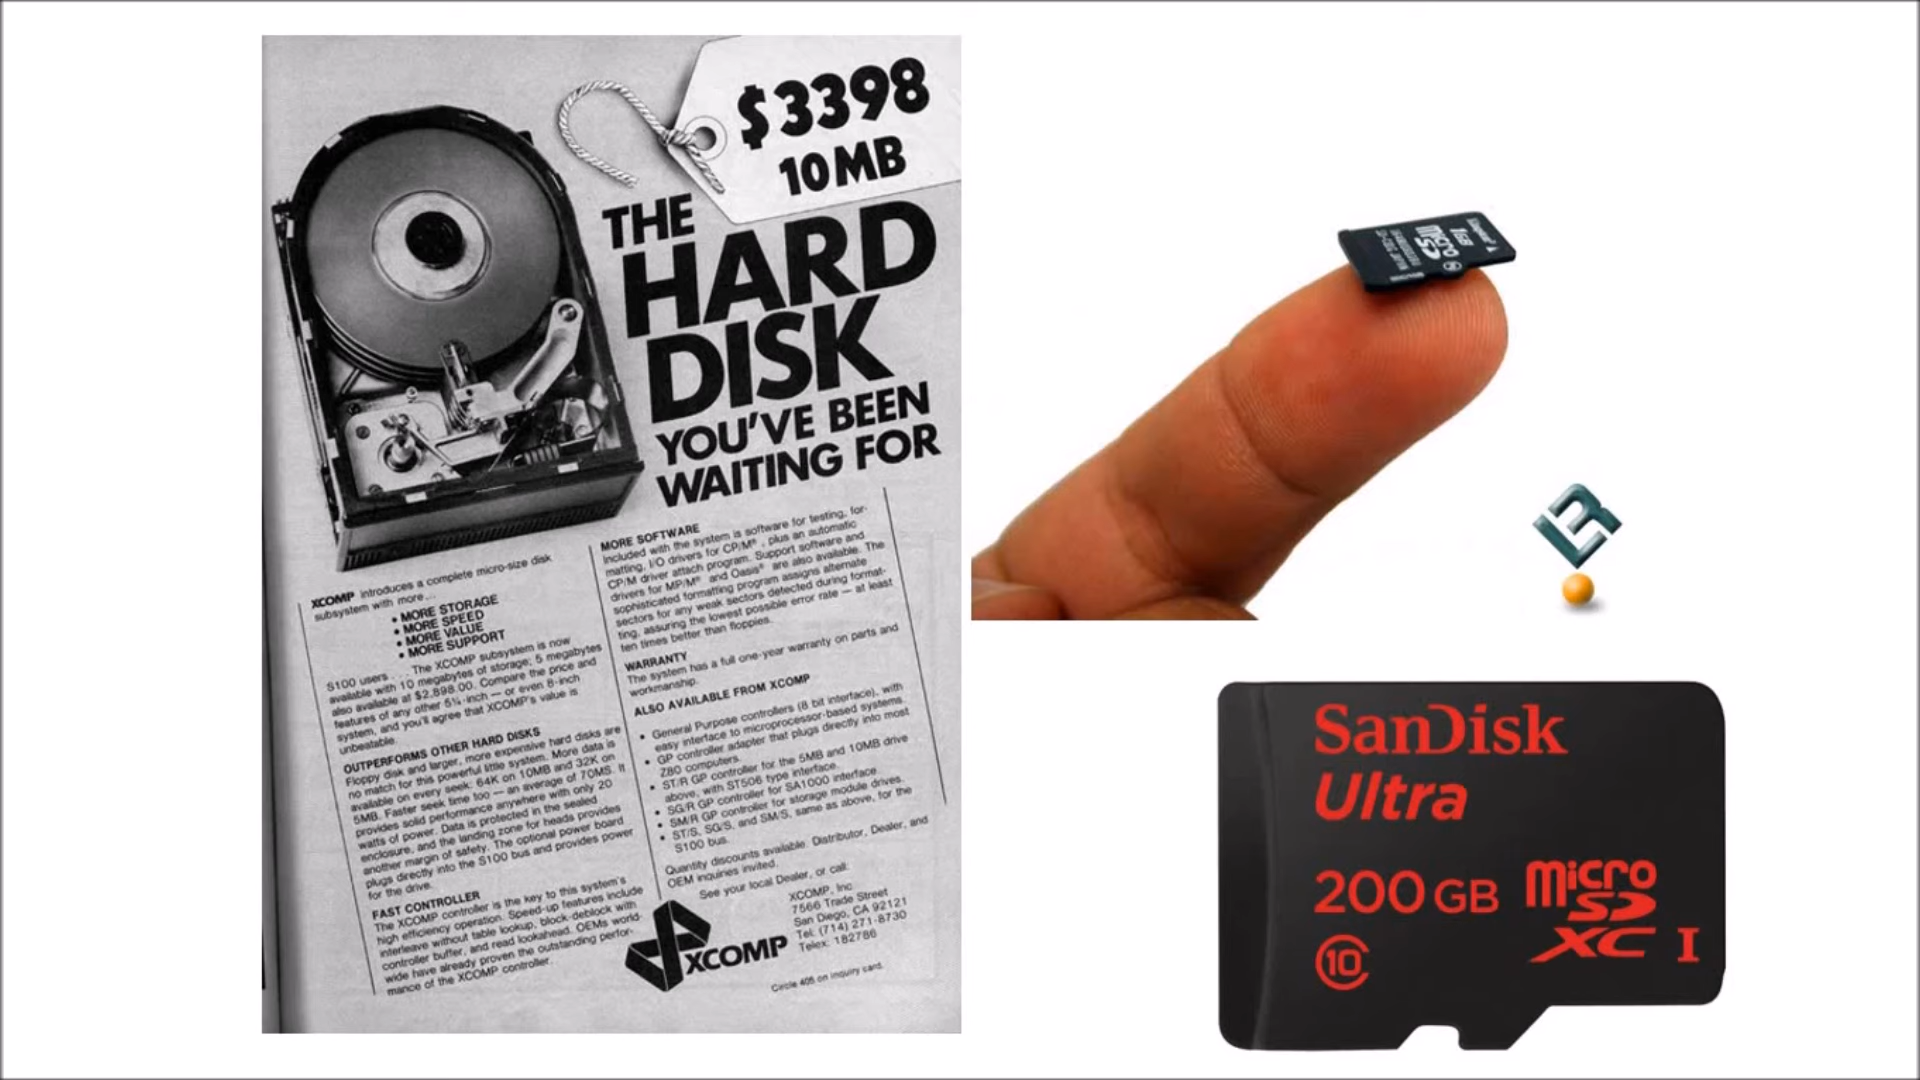 $3398
10MB
THE
HARD
DISK
YOU'VE BEEN
WAITING FOR
XCOMP introduces a complete micro-size disk
subsystem with more...
• MORE STORAGE
• MORE SPEED
• MORE VALUE
• MORE SUPPORT
S100 users . . . The XCOMP subsystem is now
available with 10 megabytes of storage; 5 megabytes
also available at $2,898.00. Compare the price and
features of any other 5¼-inch — or even 8-inch
system, and you'll agree that XCOMP's value is
unbeatable.
OUTPERFORMS OTHER HARD DISKS
Floppy disk and larger, more expensive hard disks are
no match for this powerful little system. More data is
available on every seek: 64K on 10MB and 32K on
5MB. Faster seek time too — an average of 70MS. It
provides solid performance anywhere with only 20
watts of power. Data is protected in the sealed
enclosure, and the landing zone for heads provides
another margin of safety. The optional power board
plugs directly into the S100 bus and provides power
for the drive.
FAST CONTROLLER
The XCOMP controller is the key to this system's
high efficiency operation. Speed-up features include
interleave without table lookup, block-deblock with
controller buffer, and read lookahead. OEMs world-
wide have already proven the outstanding perfor-
mance of the XCOMP controller.
MORE SOFTWARE
Included with the system is software for testing, for-
matting, I/O drivers for CP/M®, plus an automatic
CP/M driver attach program. Support software and
drivers for MP/M® and Oasis® are also available. The
sophisticated formatting program assigns alternate
sectors for any weak sectors detected during format-
ting, assuring the lowest possible error rate — at least
ten times better than floppies.
WARRANTY
The system has a full one-year warranty on parts and
workmanship.
ALSO AVAILABLE FROM XCOMP
• General Purpose controllers (8 bit interface), with
easy interface to microprocessor-based systems.
• GP controller adapter that plugs directly into most
Z80 computers.
• ST/R GP controller for the 5MB and 10MB drive
above, with ST506 type interface.
• SG/R GP controller for SA1000 interface.
• SM/R GP controller for storage module drives.
• ST/S, SG/S, and SM/S, same as above, for the
S100 bus.
Quantity discounts available. Distributor, Dealer, and
OEM inquiries invited.
See your local Dealer, or call:
XCOMP
XCOMP, Inc.
7566 Trade Street
San Diego, CA 92121
Tel: (714) 271-8730
Telex: 182786
Circle 405 on inquiry card.
1GB
micro
SD
SanDisk
Ultra
200 GB
micro
SD
XC I
10